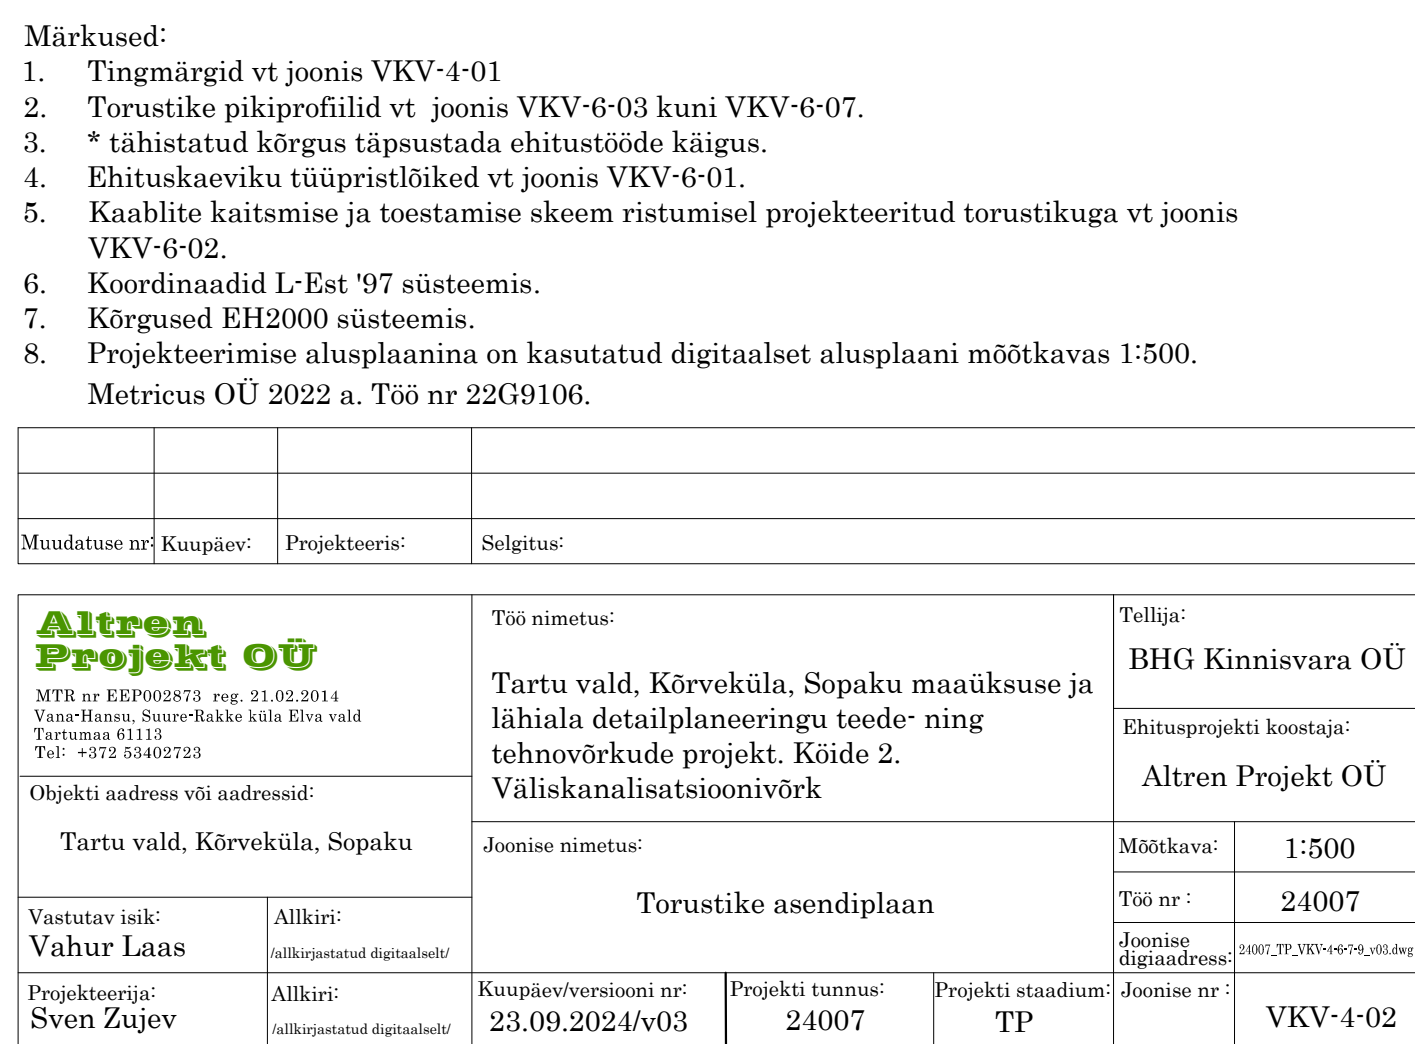 Märkused:
1. Tingmärgid vt joonis VKV-4-01
2. Torustike pikiprofiilid vt joonis VKV-6-03 kuni VKV-6-07.
3. * tähistatud kõrgus täpsustada ehitustööde käigus.
4. Ehituskaeviku tüüpristlõiked vt joonis VKV-6-01.
5. Kaablite kaitsmise ja toestamise skeem ristumisel projekteeritud torustikuga vt joonis
VKV-6-02.
6. Koordinaadid L-Est '97 süsteemis.
7. Kõrgused EH2000 süsteemis.
8. Projekteerimise alusplaanina on kasutatud digitaalset alusplaani mõõtkavas 1:500.
Metricus OÜ 2022 a. Töö nr 22G9106.
Muudatuse nr: Kuupäev: Projekteeris: Selgitus:
Altren
Projekt OÜ
MTR nr EEP002873 reg. 21.02.2014
Vana-Hansu, Suure-Rakke küla Elva vald
Tartumaa 61113
Tel: +372 53402723
Töö nimetus:
Tartu vald, Kõrveküla, Sopaku maaüksuse ja
lähiala detailplaneeringu teede- ning
tehnovõrkude projekt. Köide 2.
Väliskanalisatsioonivõrk
Tellija:
BHG Kinnisvara OÜ
Ehitusprojekti koostaja:
Altren Projekt OÜ
Objekti aadress või aadressid:
Tartu vald, Kõrveküla, Sopaku
Joonise nimetus:
Torustike asendiplaan
Mõõtkava: 1:500
Töö nr : 24007
Joonise
digiaadress: 24007_TP_VKV-4-6-7-9_v03.dwg
Vastutav isik:
Vahur Laas
Allkiri:
/allkirjastatud digitaalselt/
Projekteerija:
Sven Zujev
Allkiri:
/allkirjastatud digitaalselt/
Kuupäev/versiooni nr:
23.09.2024/v03
Projekti tunnus:
24007
Projekti staadium:
TP
Joonise nr :
VKV-4-02